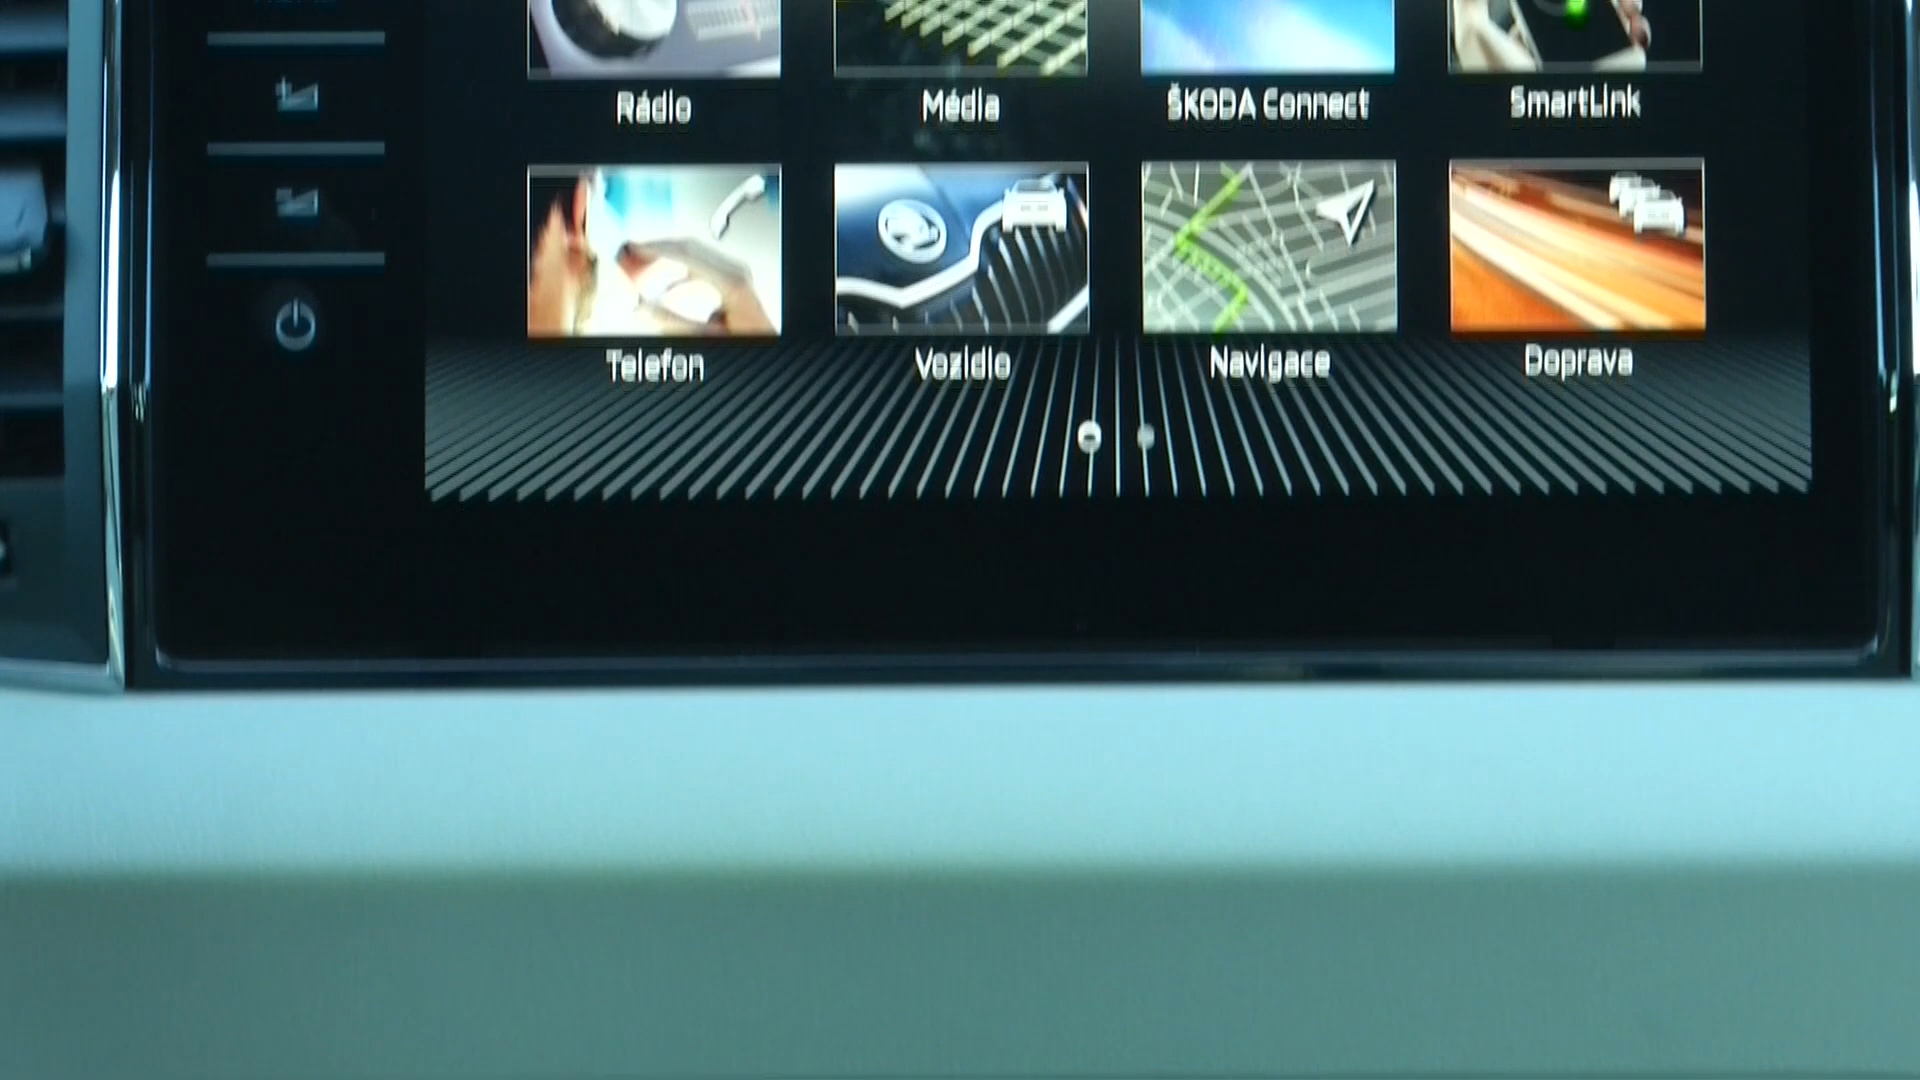 Rádio
Média
ŠKODA Connect
SmartLink
Telefon
Vozidlo
Navigace
Doprava